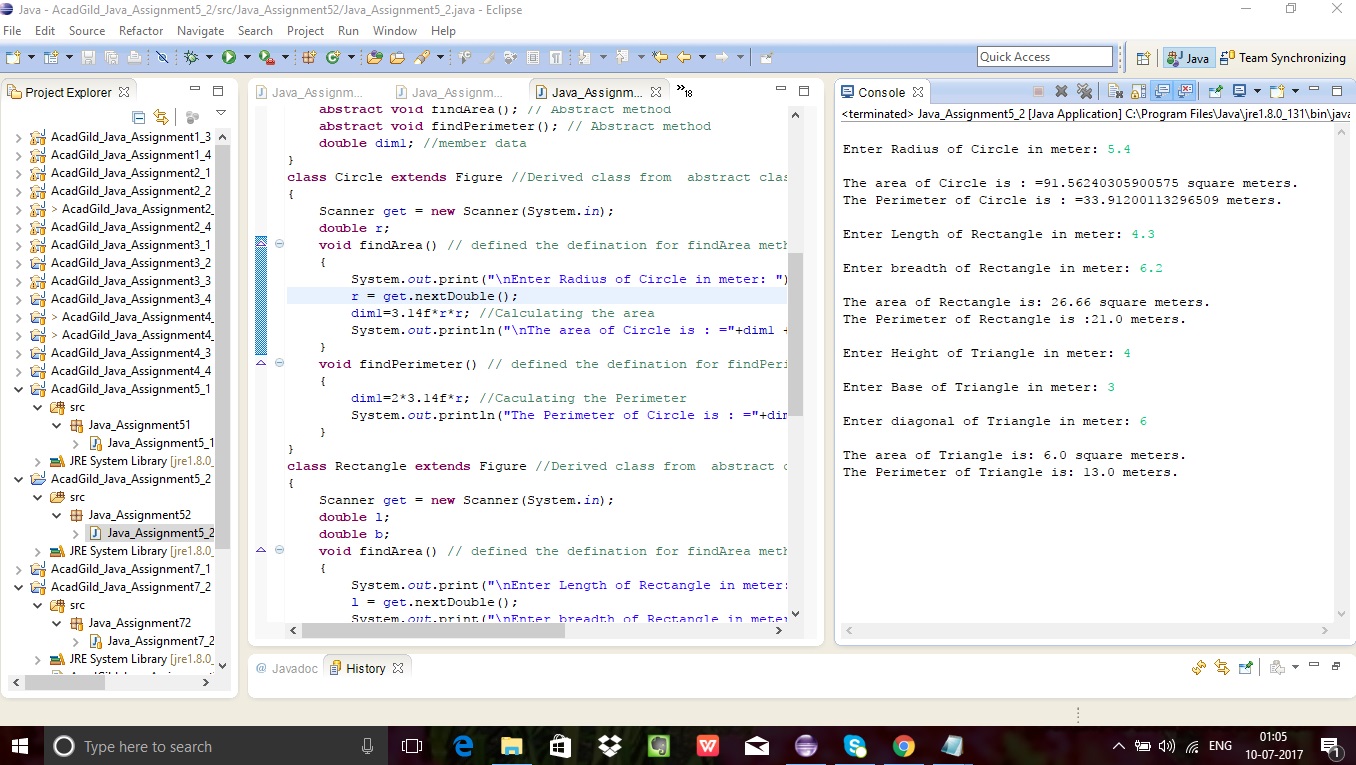 Java - AcadGild_Java_Assignment5_2/src/Java_Assignment52/Java_Assignment5_2.java - Eclipse
File Edit Source Refactor Navigate Search Project Run Window Help
Quick Access
Java
Team Synchronizing
Project Explorer
AcadGild_Java_Assignment1_3
AcadGild_Java_Assignment1_4
AcadGild_Java_Assignment2_1
AcadGild_Java_Assignment2_2
> AcadGild_Java_Assignment2_
AcadGild_Java_Assignment2_4
AcadGild_Java_Assignment3_1
AcadGild_Java_Assignment3_2
AcadGild_Java_Assignment3_3
AcadGild_Java_Assignment3_4
> AcadGild_Java_Assignment4_
> AcadGild_Java_Assignment4_
AcadGild_Java_Assignment4_3
AcadGild_Java_Assignment4_4
AcadGild_Java_Assignment5_1
src
Java_Assignment51
Java_Assignment5_1
JRE System Library [jre1.8.0_
AcadGild_Java_Assignment5_2
src
Java_Assignment52
Java_Assignment5_2
JRE System Library [jre1.8.0_
AcadGild_Java_Assignment7_1
AcadGild_Java_Assignment7_2
src
Java_Assignment72
Java_Assignment7_2
JRE System Library [jre1.8.0_
Java_Assignm...
Java_Assignm...
Java_Assignm...
»18
abstract void findArea(); // Abstract method
abstract void findPerimeter(); // Abstract method
double dim1; //member data
}
class Circle extends Figure //Derived class from  abstract clas
{
Scanner get = new Scanner(System.in);
double r;
void findArea() // defined the defination for findArea meth
{
System.out.print("\nEnter Radius of Circle in meter: ")
r = get.nextDouble();
dim1=3.14f*r*r; //Calculating the area
System.out.println("\nThe area of Circle is : ="+dim1 +
}
void findPerimeter() // defined the defination for findPeri
{
dim1=2*3.14f*r; //Caculating the Perimeter
System.out.println("The Perimeter of Circle is : ="+dim
}
}
class Rectangle extends Figure //Derived class from  abstract c
{
Scanner get = new Scanner(System.in);
double l;
double b;
void findArea() // defined the defination for findArea meth
{
System.out.print("\nEnter Length of Rectangle in meter:
l = get.nextDouble();
System.out.print("\nEnter breadth of Rectangle in meter
Console
<terminated> Java_Assignment5_2 [Java Application] C:\Program Files\Java\jre1.8.0_131\bin\java
Enter Radius of Circle in meter: 5.4
The area of Circle is : =91.56240305900575 square meters.
The Perimeter of Circle is : =33.91200113296509 meters.
Enter Length of Rectangle in meter: 4.3
Enter breadth of Rectangle in meter: 6.2
The area of Rectangle is: 26.66 square meters.
The Perimeter of Rectangle is :21.0 meters.
Enter Height of Triangle in meter: 4
Enter Base of Triangle in meter: 3
Enter diagonal of Triangle in meter: 6
The area of Triangle is: 6.0 square meters.
The Perimeter of Triangle is: 13.0 meters.
@ Javadoc
History
Type here to search
ENG
01:05
10-07-2017
1